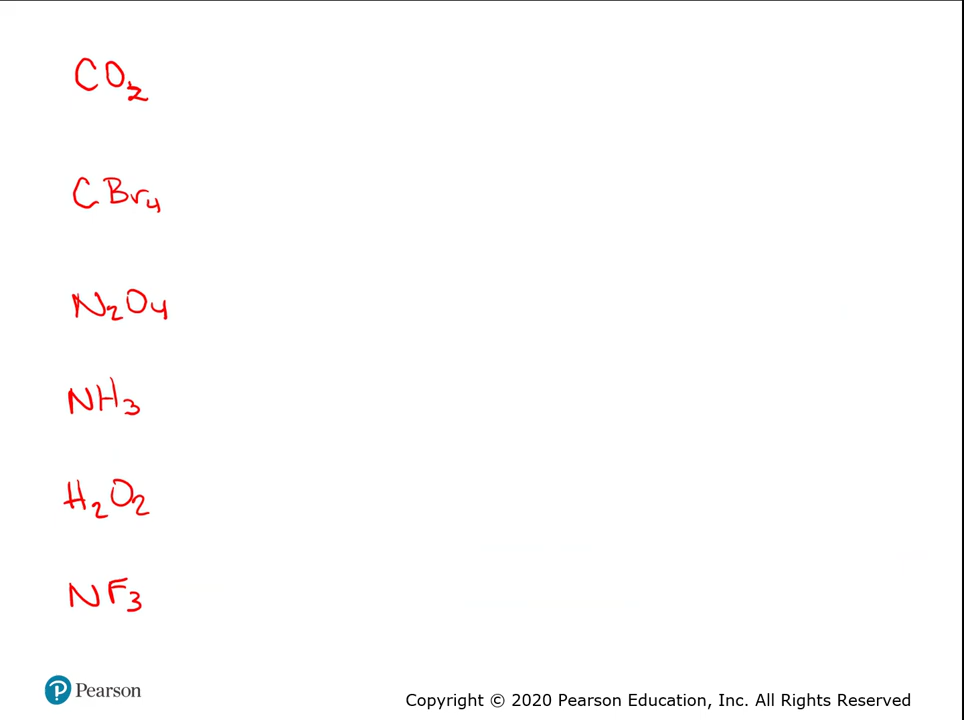 CO₂
CBr₄
N₂O₄
NH₃
H₂O₂
NF₃
P Pearson
Copyright © 2020 Pearson Education, Inc. All Rights Reserved